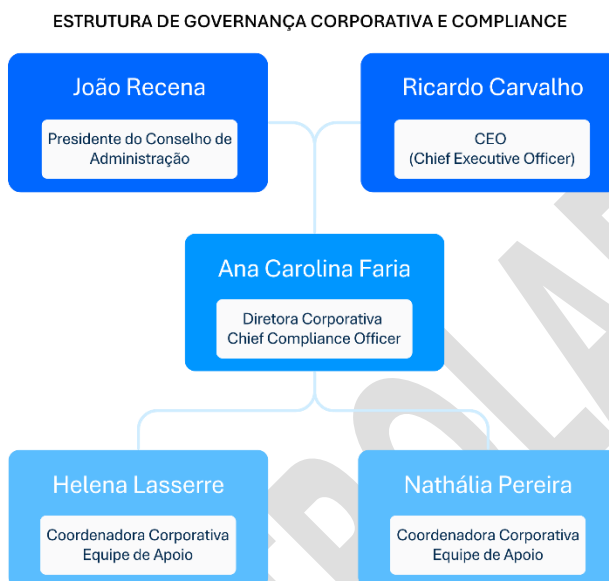 ESTRUTURA DE GOVERNANÇA CORPORATIVA E COMPLIANCE
João Recena
Presidente do Conselho de
Administração
Ricardo Carvalho
CEO
(Chief Executive Officer)
Ana Carolina Faria
Diretora Corporativa
Chief Compliance Officer
Helena Lasserre
Coordenadora Corporativa
Equipe de Apoio
Nathália Pereira
Coordenadora Corporativa
Equipe de Apoio